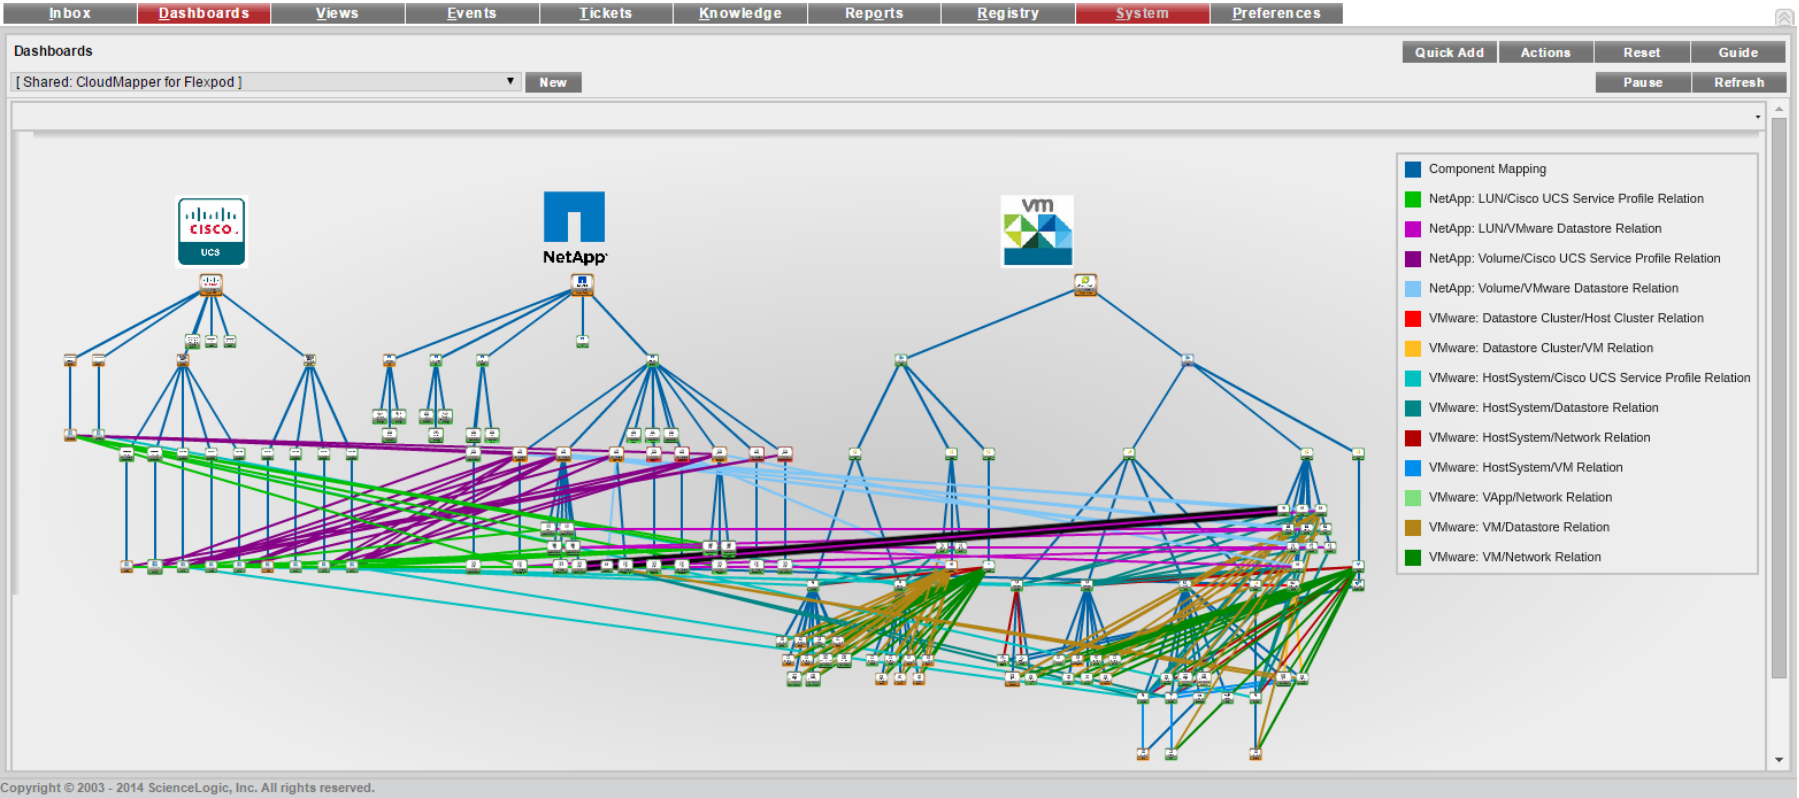 Inbox
Dashboards
Views
Events
Tickets
Knowledge
Reports
Registry
System
Preferences
Dashboards
Quick Add
Actions
Reset
Guide
[ Shared: CloudMapper for Flexpod ]
New
Pause
Refresh
CISCO.
UCS
NetApp
vm
Component Mapping
NetApp: LUN/Cisco UCS Service Profile Relation
NetApp: LUN/VMware Datastore Relation
NetApp: Volume/Cisco UCS Service Profile Relation
NetApp: Volume/VMware Datastore Relation
VMware: Datastore Cluster/Host Cluster Relation
VMware: Datastore Cluster/VM Relation
VMware: HostSystem/Cisco UCS Service Profile Relation
VMware: HostSystem/Datastore Relation
VMware: HostSystem/Network Relation
VMware: HostSystem/VM Relation
VMware: VApp/Network Relation
VMware: VM/Datastore Relation
VMware: VM/Network Relation
Copyright © 2003 - 2014 ScienceLogic, Inc. All rights reserved.